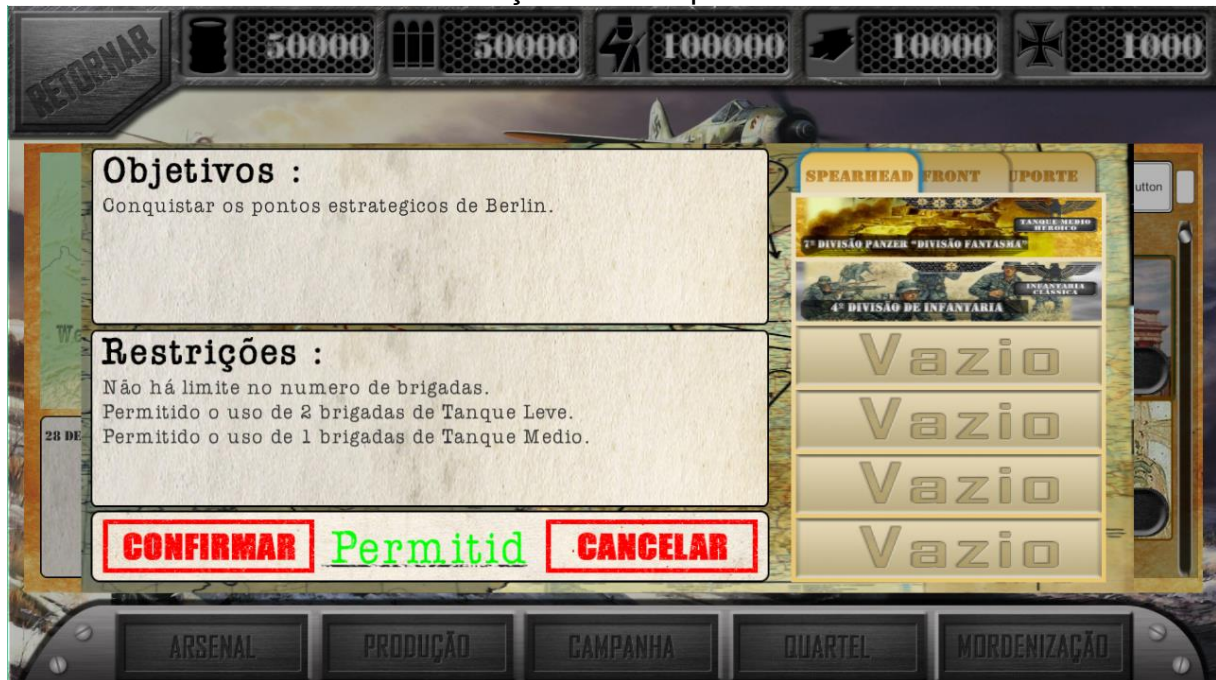 RETORNAR
50000
50000
100000
10000
1000
Objetivos :
Conquistar os pontos estrategicos de Berlin.
Restrições :
Não há limite no numero de brigadas.
Permitido o uso de 2 brigadas de Tanque Leve.
Permitido o uso de 1 brigadas de Tanque Medio.
CONFIRMAR
Permitid
CANCELAR
SPEARHEAD
FRONT
UPORTE
TANQUE MEDIO
HEROICO
7ª DIVISÃO PANZER "DIVISÃO FANTASMA"
INFANTARIA
CLASSICA
4ª DIVISÃO DE INFANTARIA
Vazio
Vazio
Vazio
Vazio
utton
We
28 DE
ARSENAL
PRODUÇÃO
CAMPANHA
QUARTEL
MORDENIZAÇÃO